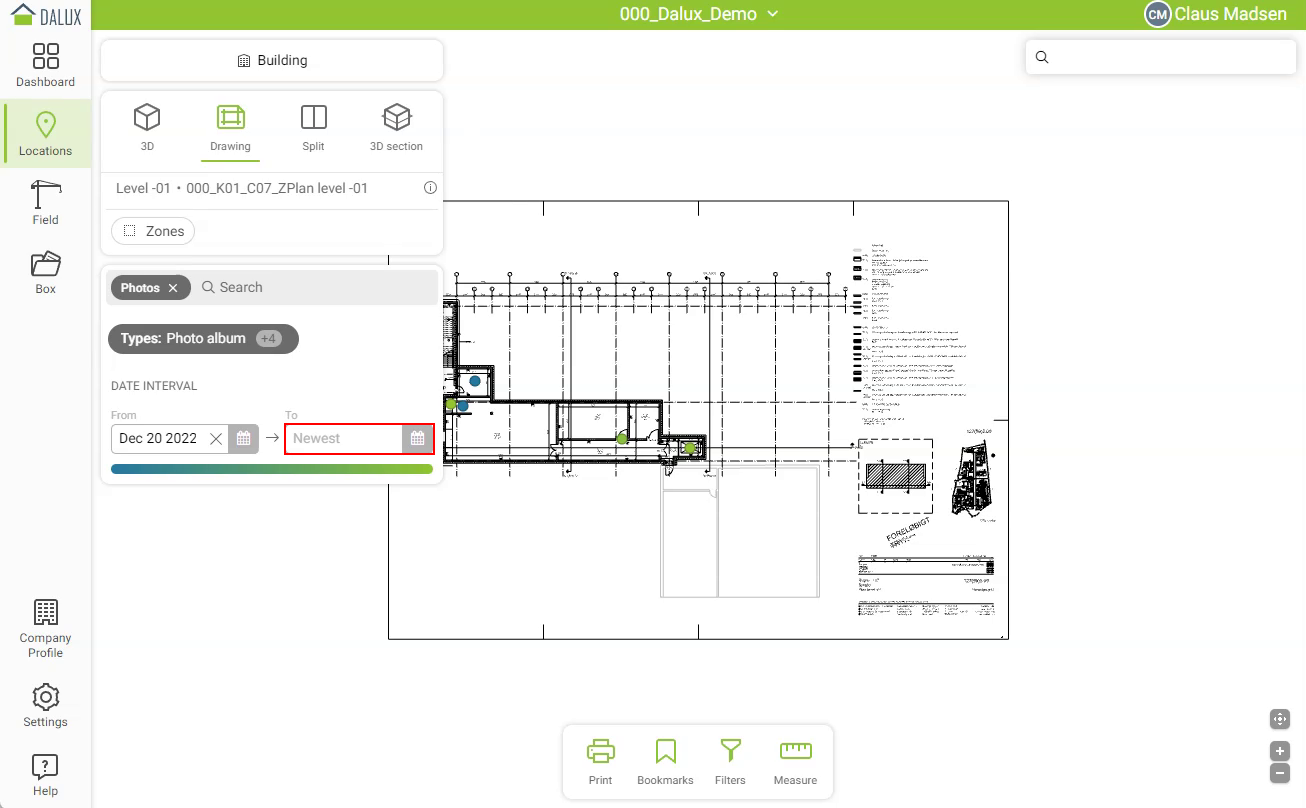 DALUX
000_Dalux_Demo
CM Claus Madsen
Dashboard
Locations
Field
Box
Company
Profile
Settings
Help
Building
3D
Drawing
Split
3D section
Level -01 • 000_K01_C07_ZPlan level -01
Zones
Photos
Search
Types: Photo album +4
DATE INTERVAL
From
To
Dec 20 2022
Newest
FORELØBIGT
Print
Bookmarks
Filters
Measure